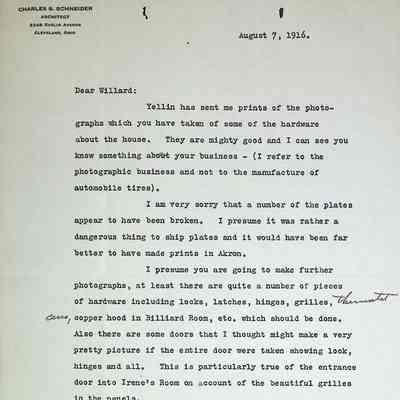 CHARLES S. SCHNEIDER
ARCHITECT
CLEVELAND, OHIO
August 7, 1916.
Dear Willard:
Yellin has sent me prints of the photo-
graphs which you have taken of some of the hardware
about the house. They are mighty good and I can see you
know something about your business - (I refer to the
photographic business and not to the manufacture of
automobile tires).
I am very sorry that a number of the plates
appear to have been broken. I presume it was rather a
dangerous thing to ship plates and it would have been far
better to have made prints in Akron.
I presume you are going to make further
photographs, at least there are quite a number of pieces
of hardware including locks, latches, hinges, grilles, thermostat
copper hood in Billiard Room, etc. which should be done.
Also there are some doors that I thought might make a very
pretty picture if the entire door were taken showing lock,
hinges and all. This is particularly true of the entrance
door into Irene's Room on account of the beautiful grilles
in the panels.